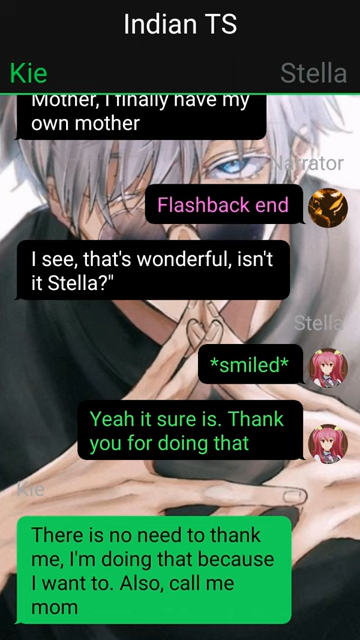 Indian TS
Kie
Stella
Mother, I finally have my
own mother
Narrator
Flashback end
I see, that's wonderful, isn't
it Stella?"
Stella
*smiled*
Yeah it sure is. Thank
you for doing that
Kie
There is no need to thank
me, I'm doing that because
I want to. Also, call me
mom